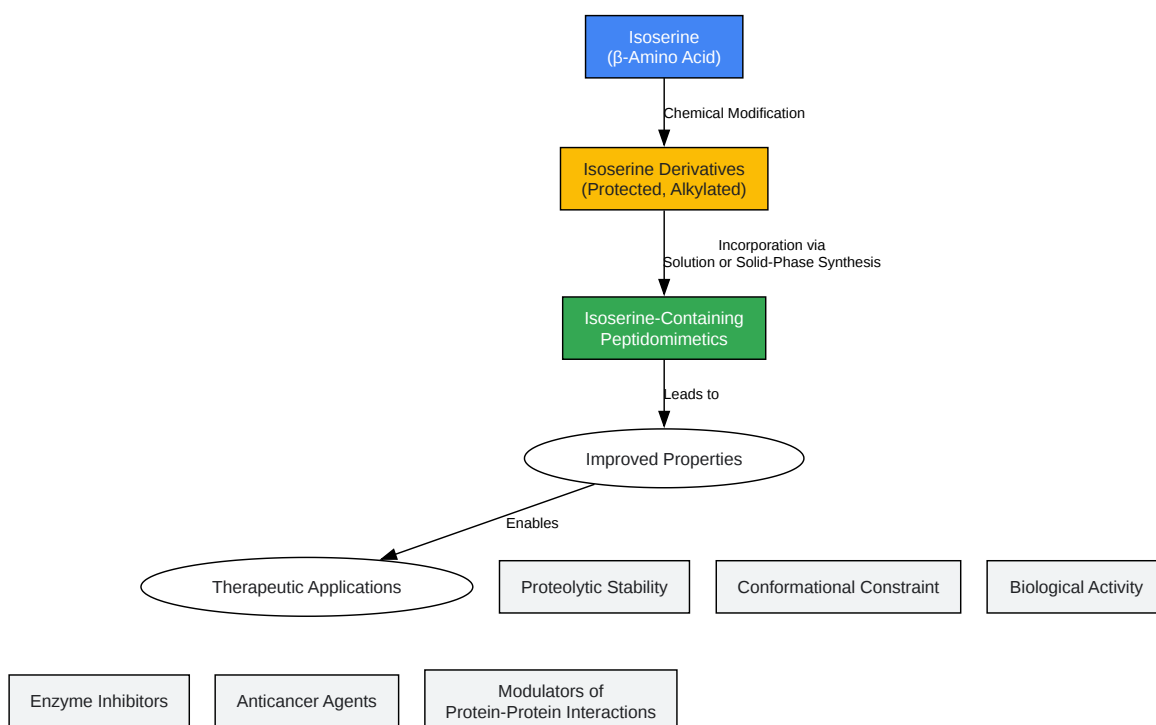 Isoserine
(β-Amino Acid)
Chemical Modification
Isoserine Derivatives
(Protected, Alkylated)
Incorporation via
Solution or Solid-Phase Synthesis
Isoserine-Containing
Peptidomimetics
Leads to
Improved Properties
Enables
Therapeutic Applications
Proteolytic Stability
Conformational Constraint
Biological Activity
Enzyme Inhibitors
Anticancer Agents
Modulators of
Protein-Protein Interactions